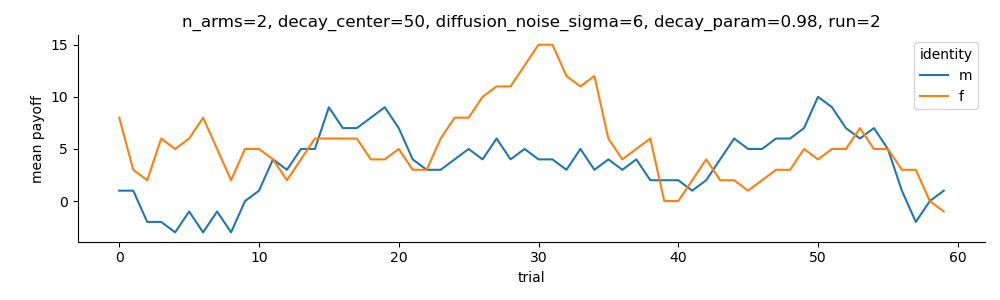 n_arms=2, decay_center=50, diffusion_noise_sigma=6, decay_param=0.98, run=2
15
10
5
0
mean payoff
identity
m
f
0 10 20 30 40 50 60
trial